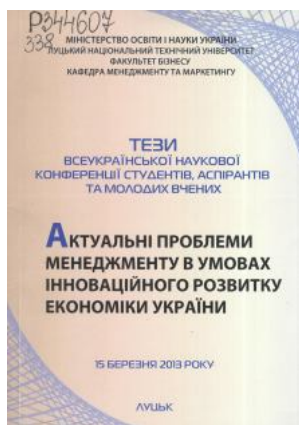 Р344607
338
МІНІСТЕРСТВО ОСВІТИ І НАУКИ УКРАЇНИ
ЛУЦЬКИЙ НАЦІОНАЛЬНИЙ ТЕХНІЧНИЙ УНІВЕРСИТЕТ
ФАКУЛЬТЕТ БІЗНЕСУ
КАФЕДРА МЕНЕДЖМЕНТУ ТА МАРКЕТИНГУ
ТЕЗИ
ВСЕУКРАЇНСЬКОЇ НАУКОВОЇ
КОНФЕРЕНЦІЇ СТУДЕНТІВ, АСПІРАНТІВ
ТА МОЛОДИХ ВЧЕНИХ
АКТУАЛЬНІ ПРОБЛЕМИ
МЕНЕДЖМЕНТУ В УМОВАХ
ІННОВАЦІЙНОГО РОЗВИТКУ
ЕКОНОМІКИ УКРАЇНИ
15 БЕРЕЗНЯ 2013 РОКУ
ЛУЦЬК